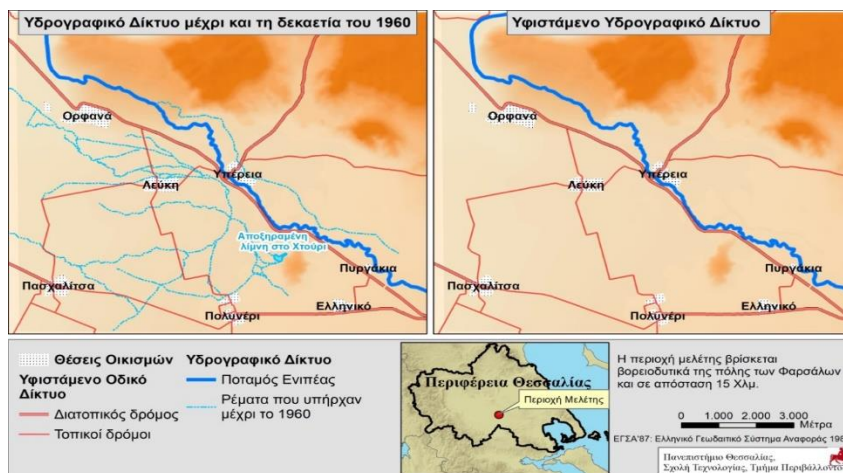 Υδρογραφικό Δίκτυο μέχρι και τη δεκαετία του 1960
Ορφανά
Λεύκη
Υπέρεια
Αποξηραμένη
λίμνη στο Χτούρι
Πυργάκια
Πασχαλίτσα
Πολυνέρι
Ελληνικό
Υφιστάμενο Υδρογραφικό Δίκτυο
Ορφανά
Λεύκη
Υπέρεια
Πυργάκια
Πασχαλίτσα
Πολυνέρι
Ελληνικό
Θέσεις Οικισμών
Υφιστάμενο Οδικό
Δίκτυο
Διατοπικός δρόμος
Τοπικοί δρόμοι
Υδρογραφικό Δίκτυο
Ποταμός Ενιπέας
Ρέματα που υπήρχαν
μέχρι το 1960
Περιφέρεια Θεσσαλίας
Περιοχή Μελέτης
Η περιοχή μελέτης βρίσκεται
βορειοδυτικά της πόλης των Φαρσάλων
και σε απόσταση 15 Χλμ.
0 1.000 2.000 3.000
Μέτρα
ΕΓΣΑ'87: Ελληνικό Γεωδαιτικό Σύστημα Αναφοράς 198
Πανεπιστήμιο Θεσσαλίας,
Σχολή Τεχνολογίας, Τμήμα Περιβάλλοντο